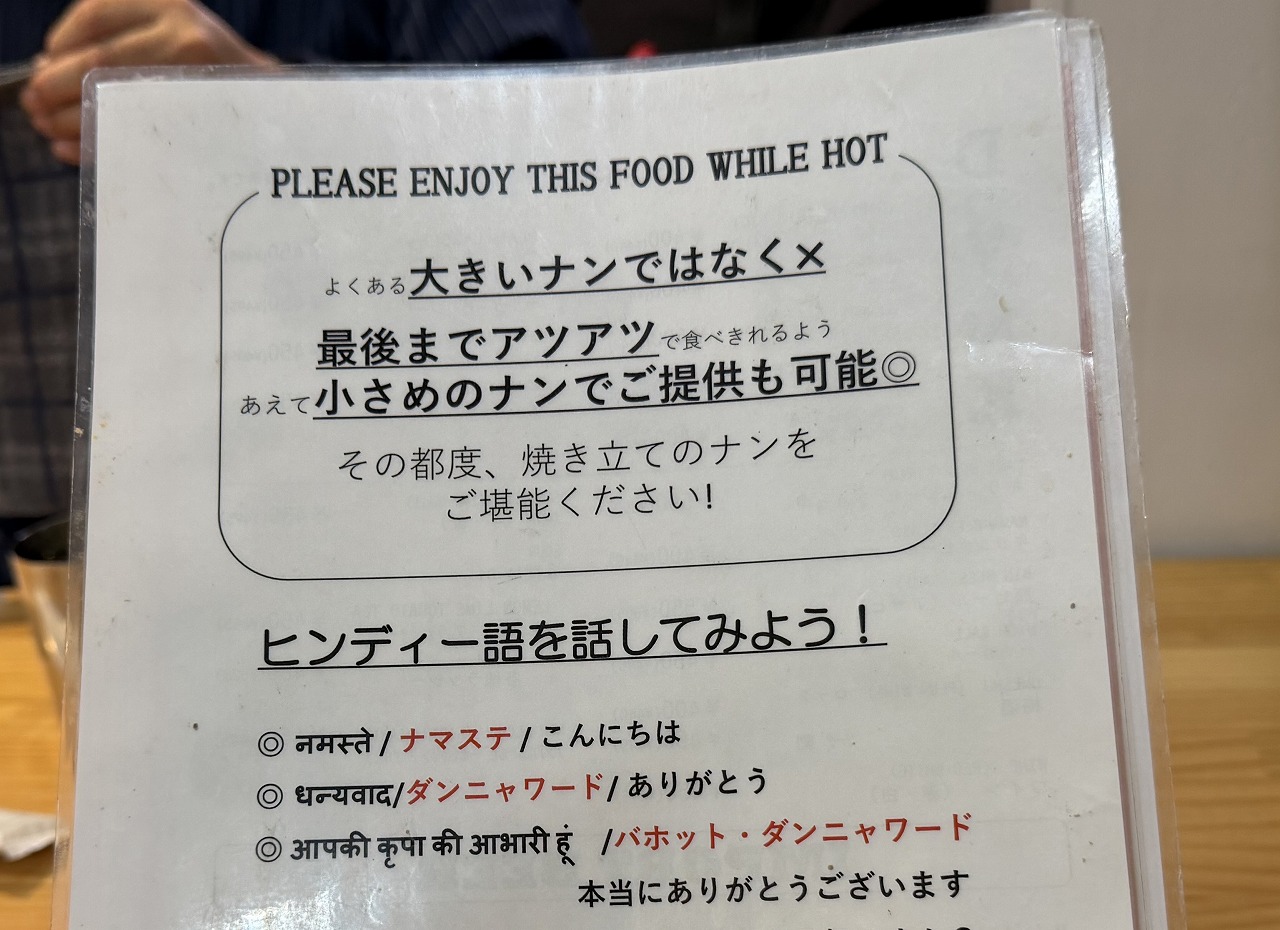 PLEASE ENJOY THIS FOOD WHILE HOT
よくある大きいナンではなく×
最後までアツアツで食べきれるよう
あえて小さめのナンでご提供も可能◎
その都度、焼き立てのナンを
ご堪能ください!
ヒンディー語を話してみよう！
◎ नमस्ते / ナマステ / こんにちは
◎ धन्यवाद/ダンニャワード/ ありがとう
◎ आपकी कृपा की आभारी हूं /バホット・ダンニャワード
本当にありがとうございます